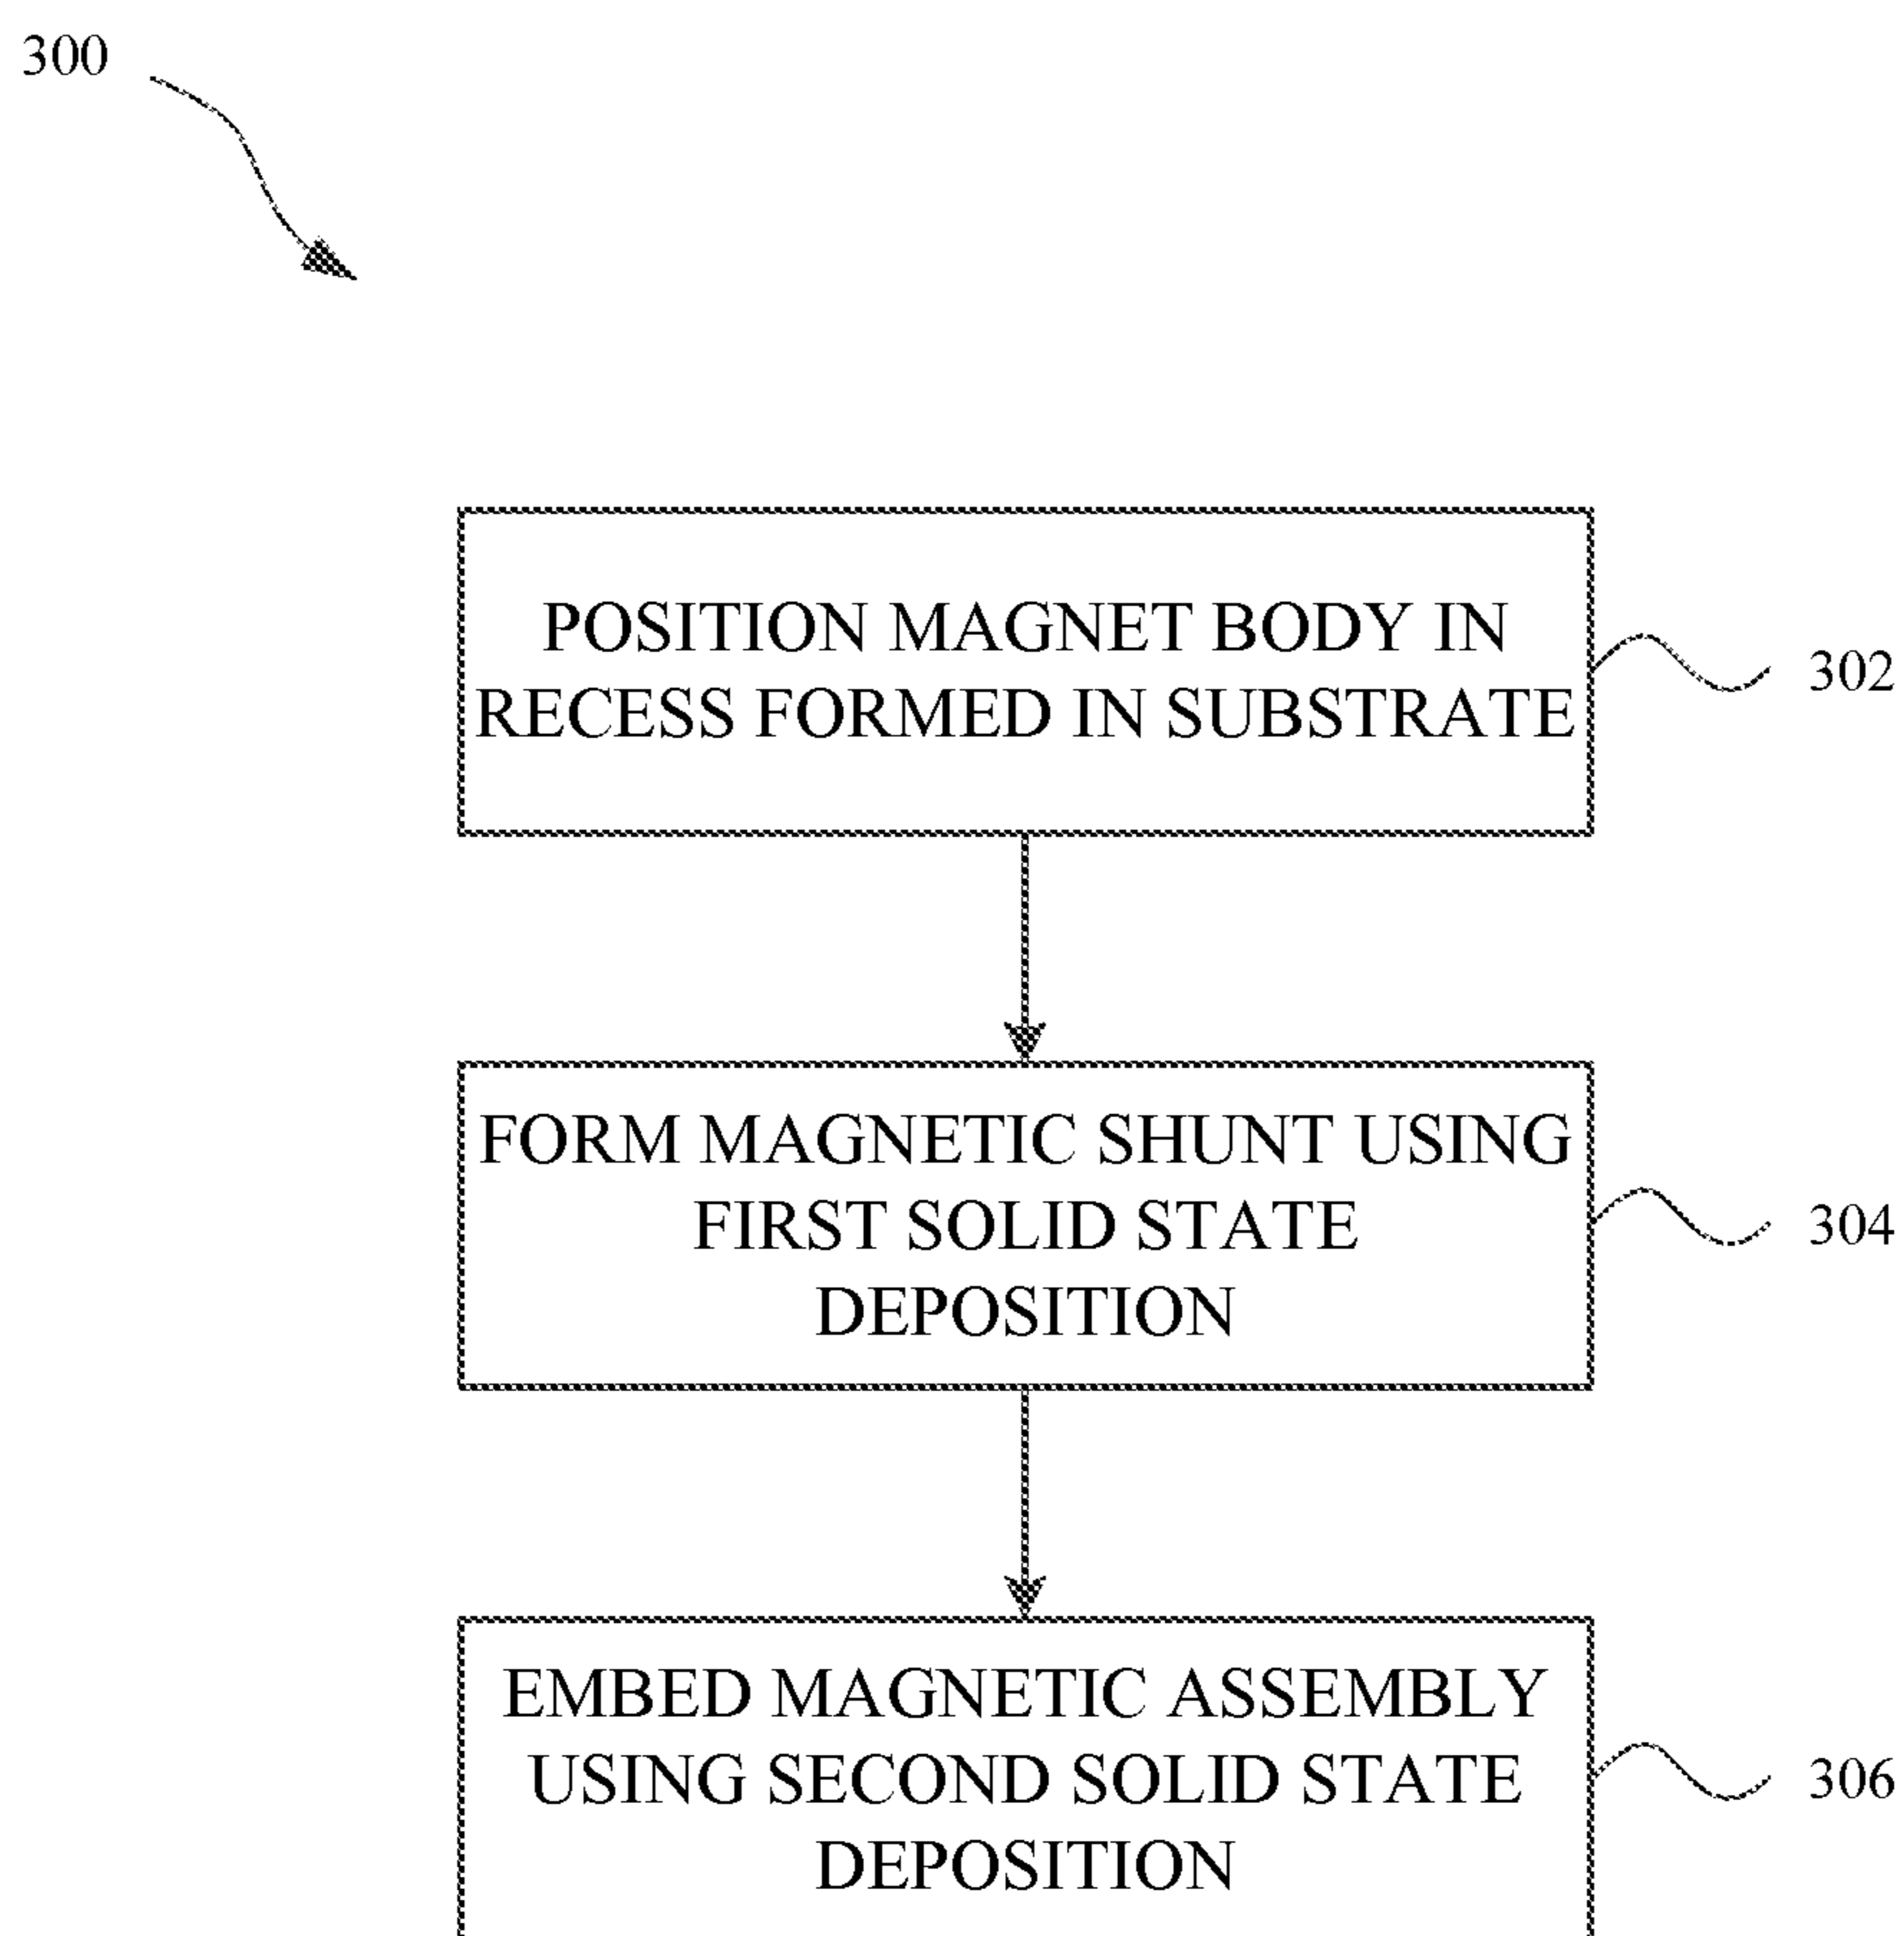 300
POSITION MAGNET BODY IN
RECESS FORMED IN SUBSTRATE
302
FORM MAGNETIC SHUNT USING
FIRST SOLID STATE
DEPOSITION
304
EMBED MAGNETIC ASSEMBLY
USING SECOND SOLID STATE
DEPOSITION
306